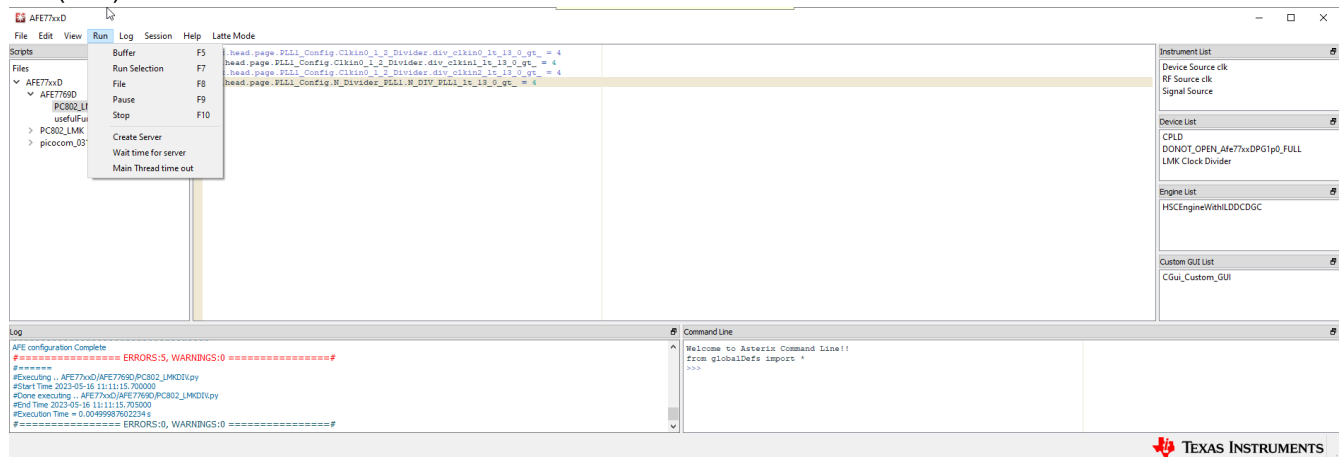 AFE77xxD
File Edit View Run Log Session Help Latte Mode
Scripts
Files
AFE77xxD
AFE7769D
PC802_LM
usefulFu
PC802_LMK
picocom_031
Buffer F5
Run Selection F7
File F8
Pause F9
Stop F10
Create Server
Wait time for server
Main Thread time out
.head.page.PLL1_Config.Clkin0_1_2_Divider.div_clkin0_lt_13_0_gt_ = 4
head.page.PLL1_Config.Clkin0_1_2_Divider.div_clkin1_lt_13_0_gt_ = 4
.head.page.PLL1_Config.Clkin0_1_2_Divider.div_clkin2_lt_13_0_gt_ = 4
head.page.PLL1_Config.N_Divider_PLL1.N_DIV_PLL1_lt_13_0_gt_ = 4
Instrument List
Device Source clk
RF Source clk
Signal Source
Device List
CPLD
DONOT_OPEN_Afe77xxDPG1p0_FULL
LMK Clock Divider
Engine List
HSCEngineWithILDDCDGC
Custom GUI List
CGui_Custom_GUI
Log
AFE configuration Complete
#================ ERRORS:5, WARNINGS:0 ================#
#======
#Executing .. AFE77xxD/AFE7769D/PC802_LMKDIV.py
#Start Time 2023-05-16 11:11:15.700000
#Done executing .. AFE77xxD/AFE7769D/PC802_LMKDIV.py
#End Time 2023-05-16 11:11:15.705000
#Execution Time = 0.00499987602234 s
#================ ERRORS:0, WARNINGS:0 ================#
Command Line
Welcome to Asterix Command Line!!
from globalDefs import *
>>>
TEXAS INSTRUMENTS